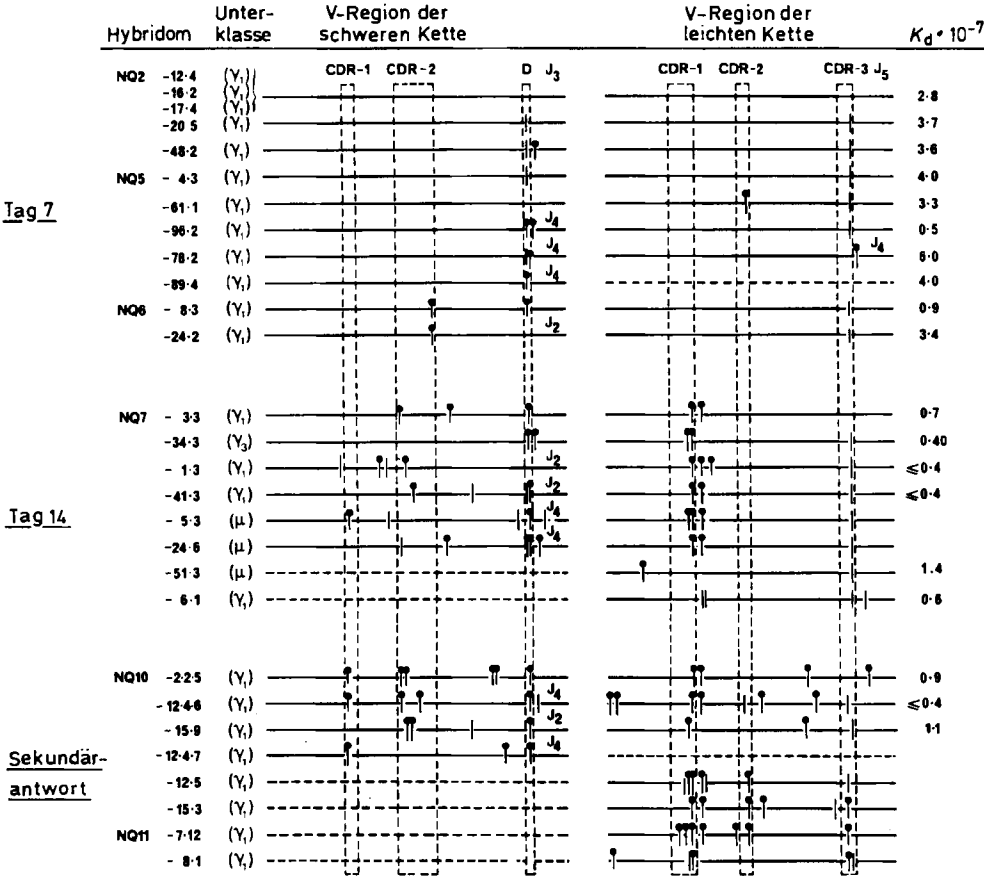 Hybridom Unter-klasse V-Region der schweren Kette V-Region der leichten Kette Kd · 10⁻⁷
CDR-1 CDR-2 D J3 CDR-1 CDR-2 CDR-3 J5
Tag 7
NQ2 -12·4 (γ1)
-16·2 (γ1) 2·8
-17·4 (γ1)
-20 5 (γ1) 3·7
-48·2 (γ1) 3·6
NQ5 - 4·3 (γ1) 4·0
-61·1 (γ1) 3·3
-96·2 (γ1) J4 0·5
-78·2 (γ1) J4 J4 6·0
-89·4 (γ1) J4 4·0
NQ6 - 8·3 (γ1) 0·9
-24·2 (γ1) J2 3·4
Tag 14
NQ7 - 3·3 (γ1) 0·7
-34·3 (γ3) 0·40
- 1·3 (γ1) J2 ⩽0·4
-41·3 (γ1) J2 ⩽0·4
- 5·3 (μ) J4
-24·6 (μ) J4
-51·3 (μ) 1·4
- 6·1 (γ1) 0·6
Sekundär-
antwort
NQ10 -2·2·5 (γ1) 0·9
-12·4·6 (γ1) J4 ⩽0·4
-15·9 (γ1) J2 1·1
-12·4·7 (γ1) J4
-12·5 (γ1)
-15·3 (γ1)
NQ11 -7·12 (γ1)
- 8·1 (γ1)